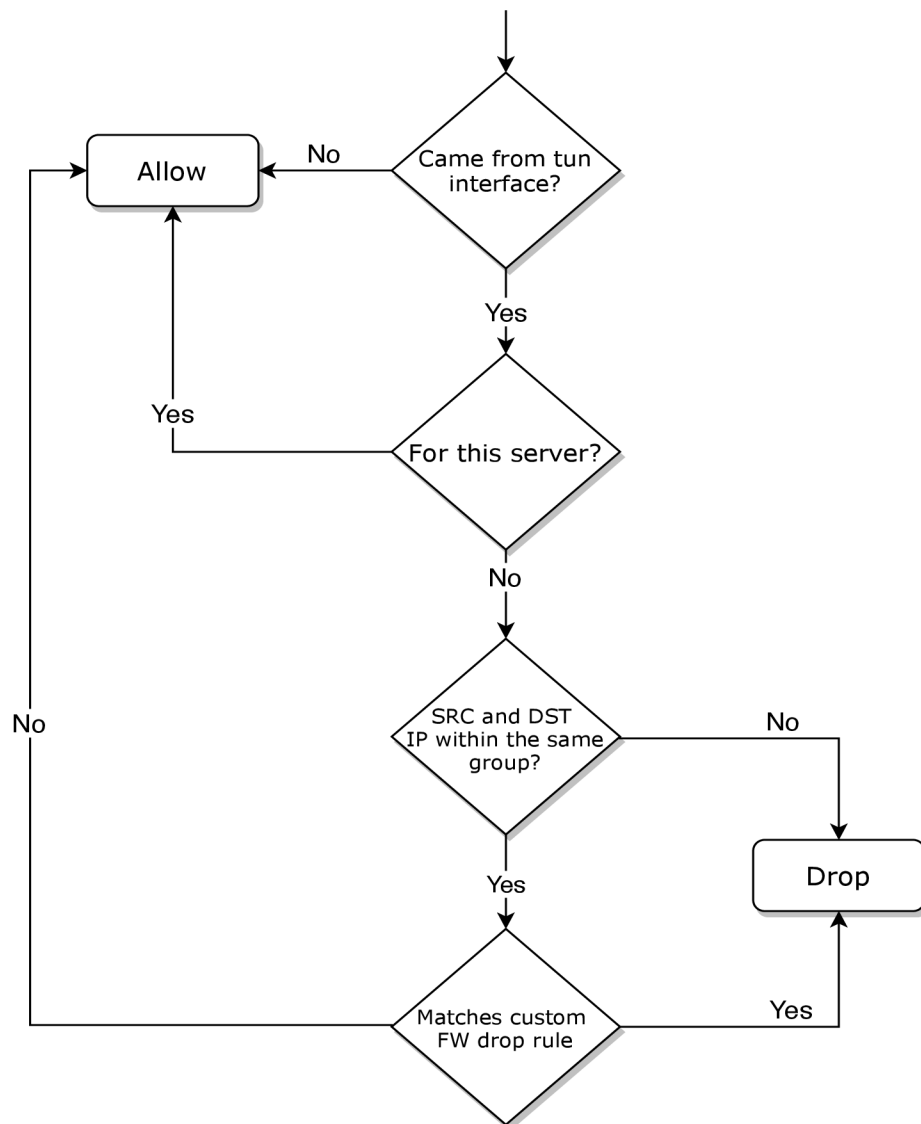 Came from tun
interface?
No
Allow
Yes
For this server?
Yes
No
SRC and DST
IP within the same
group?
No
No
Drop
Yes
Matches custom
FW drop rule
Yes